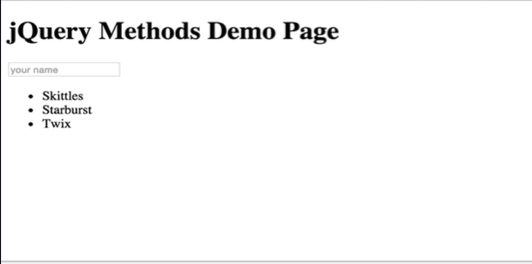 jQuery Methods Demo Page
your name
Skittles
Starburst
Twix